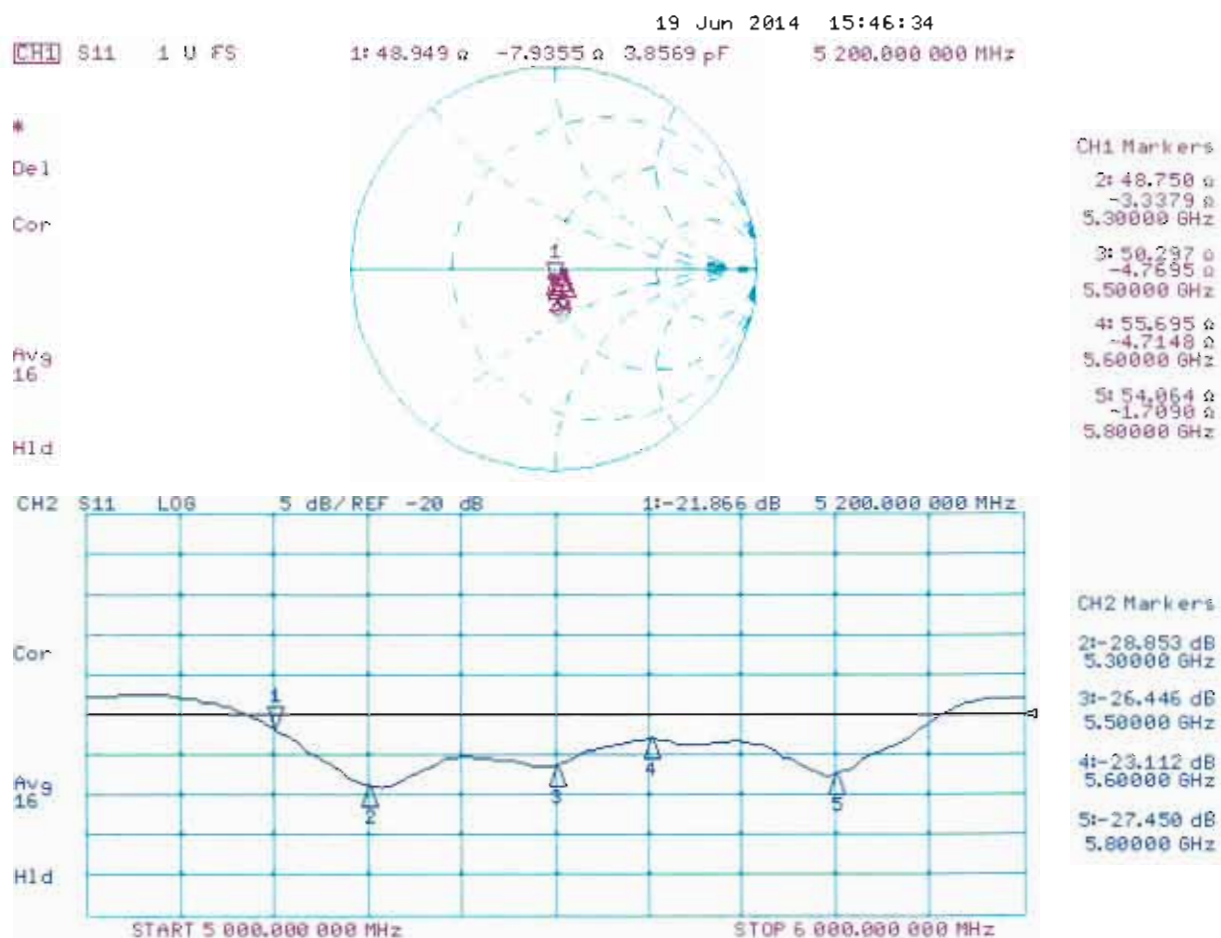 19 Jun 2014 15:46:34
CH1 S11 1 U FS 1: 48.949 Ω -7.9355 Ω 3.8569 pF 5 200.000 000 MHz
*
Del
Cor
Avg
16
Hld
1
CH1 Markers
2: 48.750 Ω
-3.3379 Ω
5.30000 GHz
3: 50.297 Ω
-4.7695 Ω
5.50000 GHz
4: 55.695 Ω
-4.7148 Ω
5.60000 GHz
5: 54.064 Ω
-1.7090 Ω
5.80000 GHz
CH2 S11 LOG 5 dB/ REF -20 dB 1:-21.866 dB 5 200.000 000 MHz
Cor
Avg
16
Hld
1
2
3
4
5
CH2 Markers
2:-28.853 dB
5.30000 GHz
3:-26.446 dB
5.50000 GHz
4:-23.112 dB
5.60000 GHz
5:-27.450 dB
5.80000 GHz
START 5 000.000 000 MHz STOP 6 000.000 000 MHz